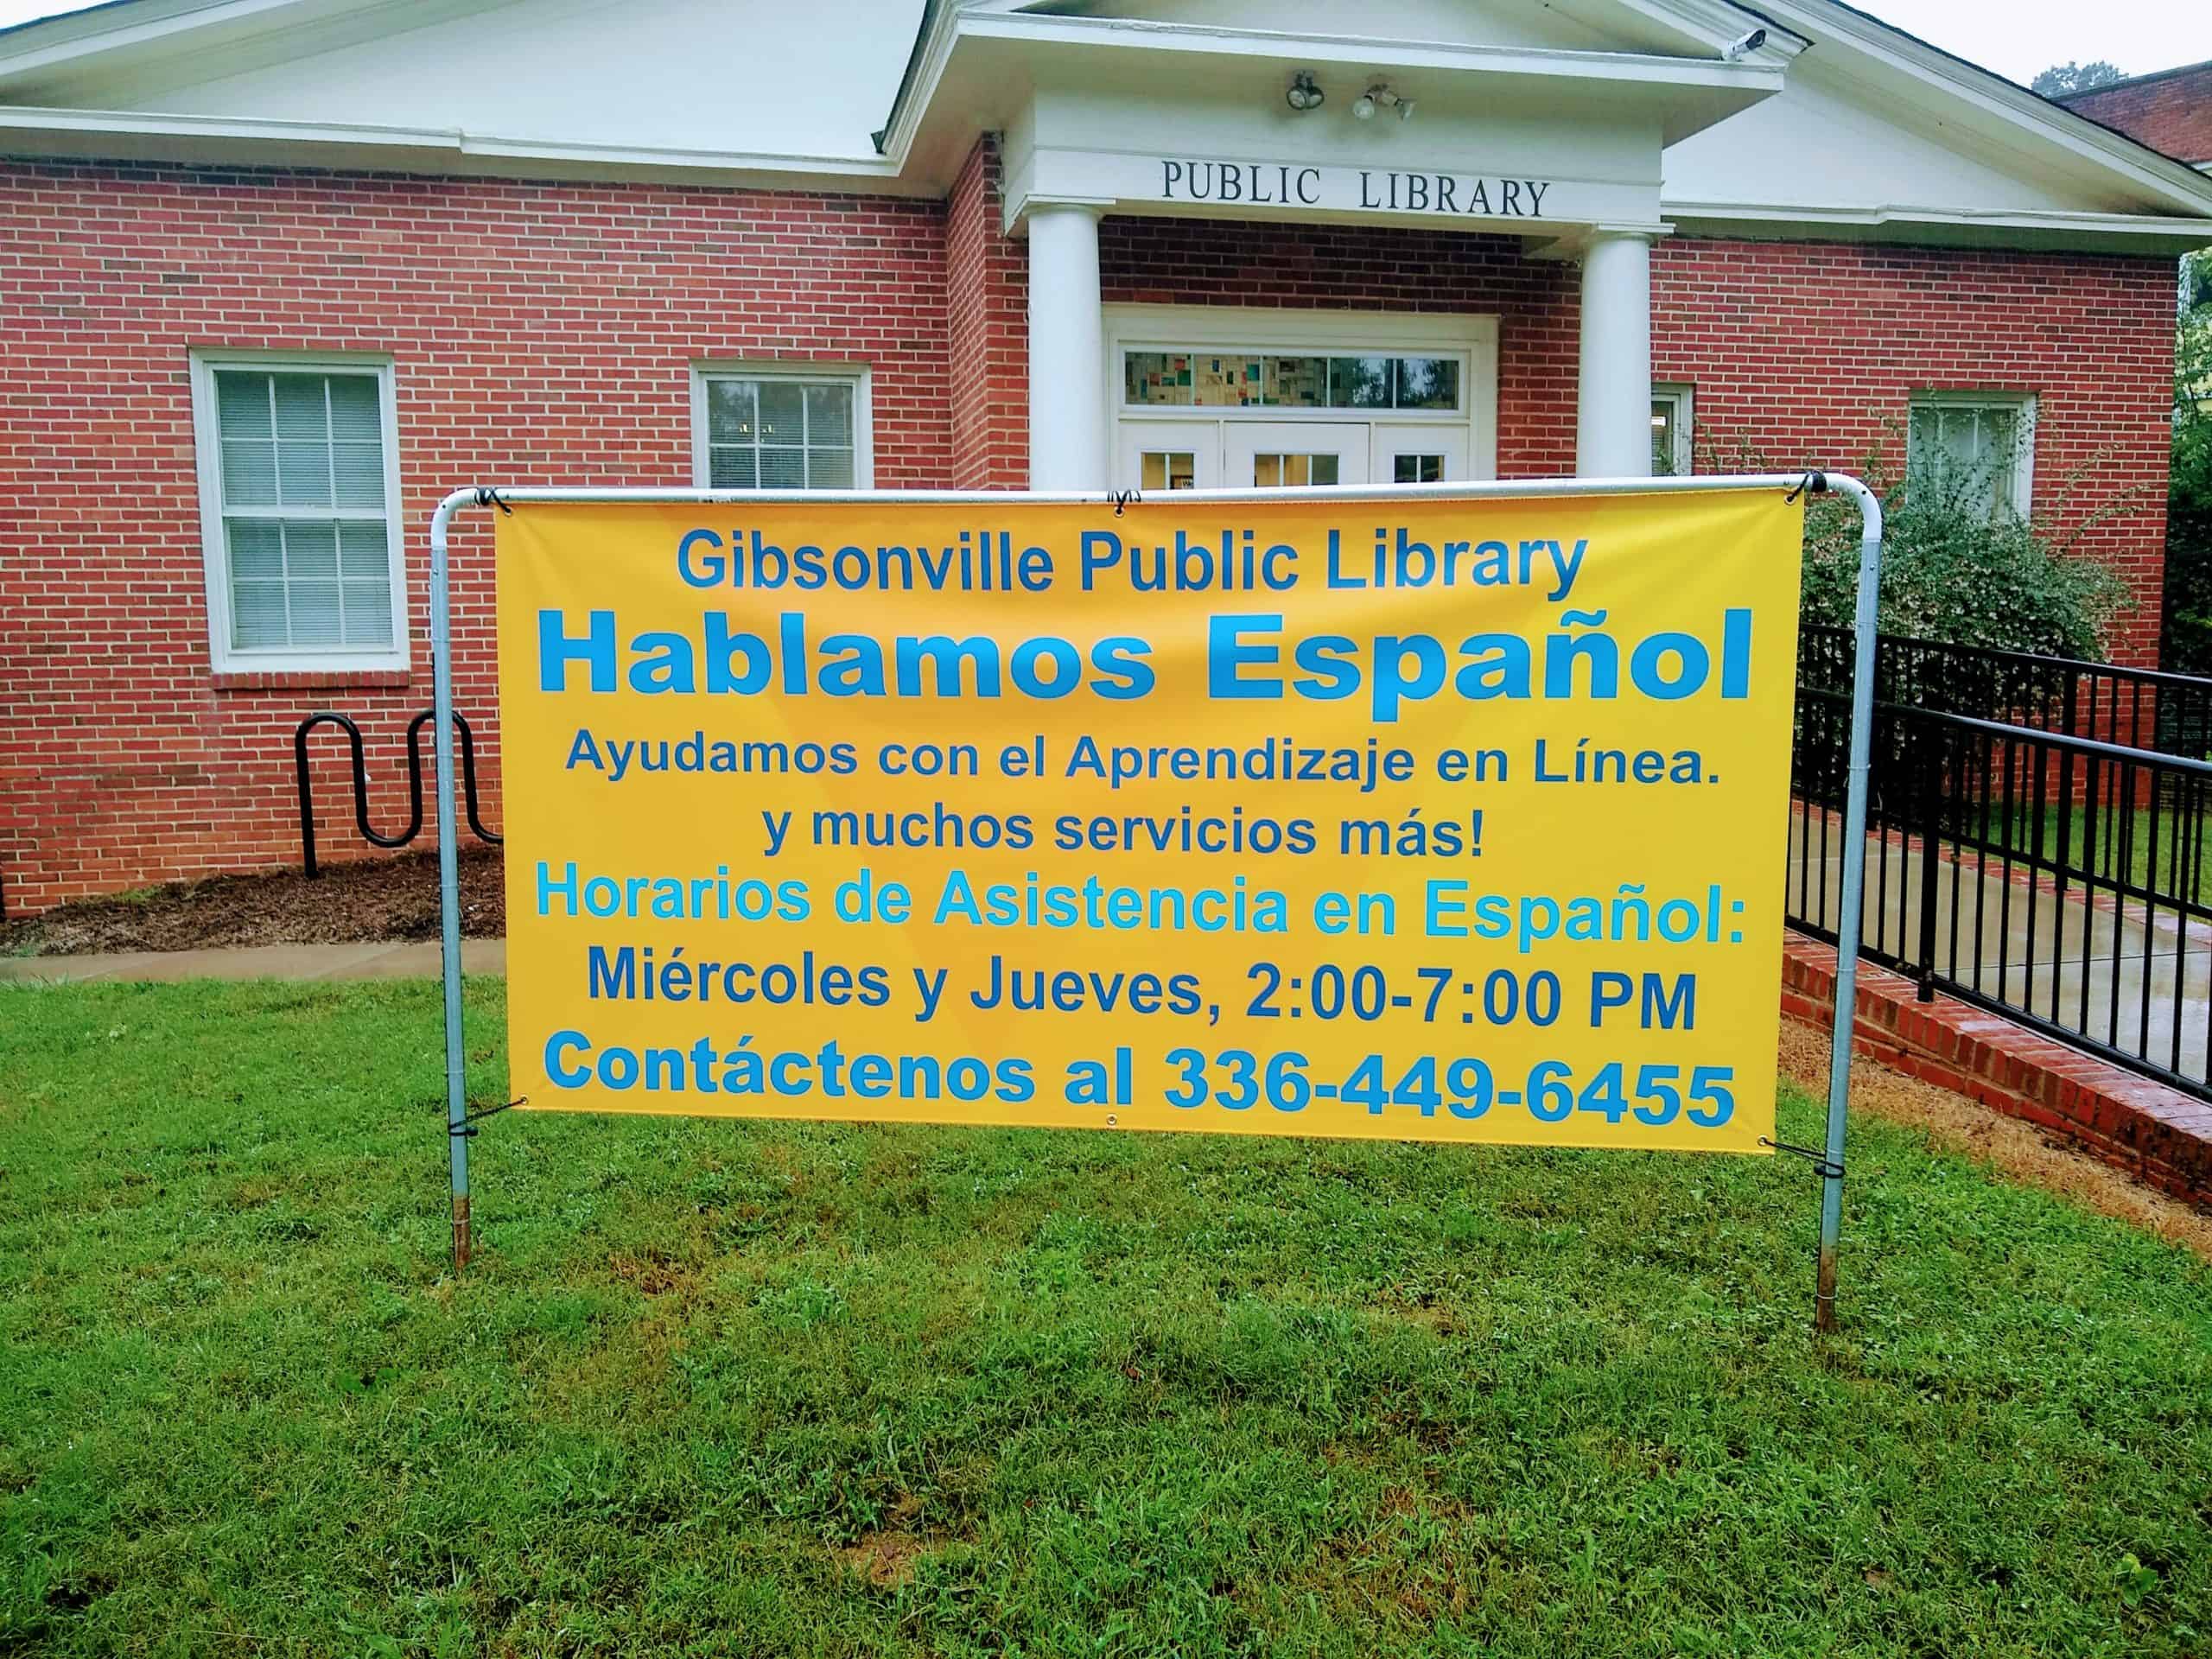 PUBLIC LIBRARY
Gibsonville Public Library
Hablamos Español
Ayudamos con el Aprendizaje en Línea.
y muchos servicios más!
Horarios de Asistencia en Español:
Miércoles y Jueves, 2:00-7:00 PM
Contáctenos al 336-449-6455